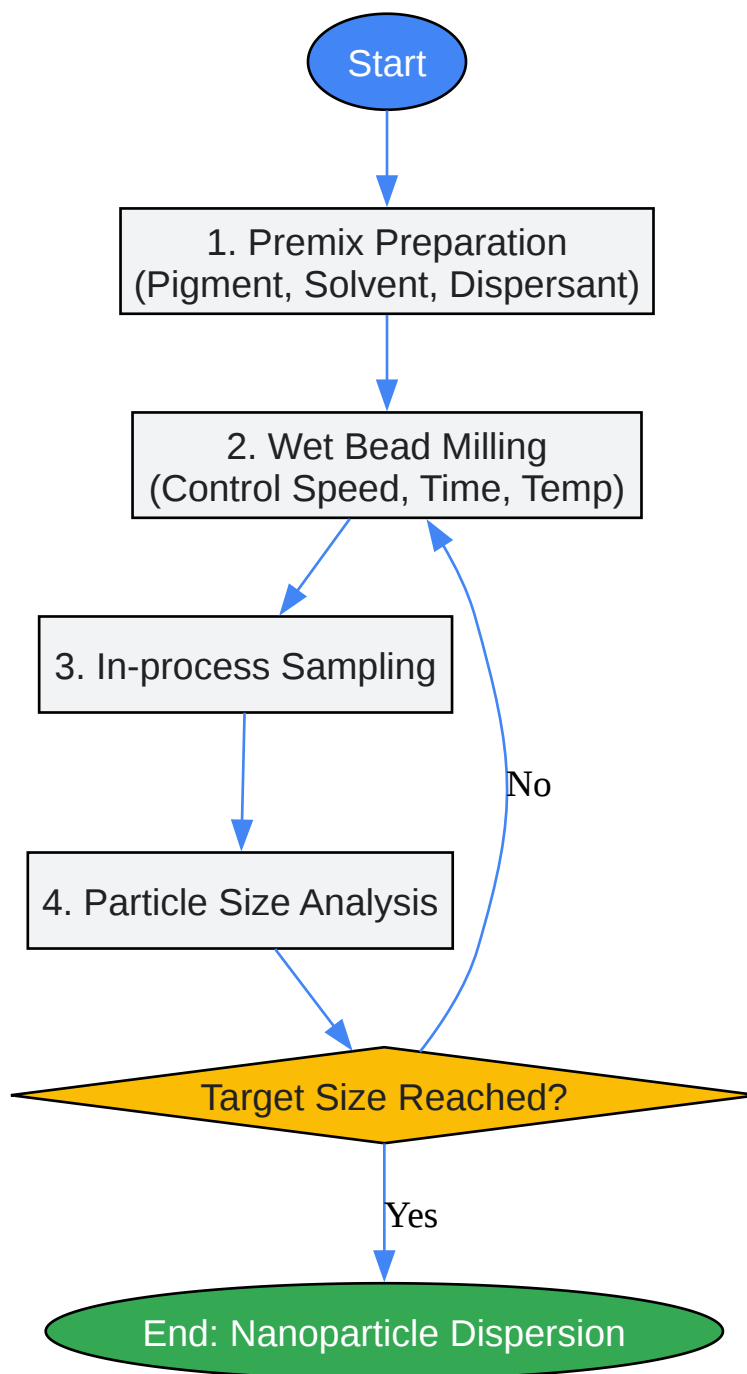 Start
1. Premix Preparation
(Pigment, Solvent, Dispersant)
2. Wet Bead Milling
(Control Speed, Time, Temp)
3. In-process Sampling
No
4. Particle Size Analysis
Target Size Reached?
Yes
End: Nanoparticle Dispersion